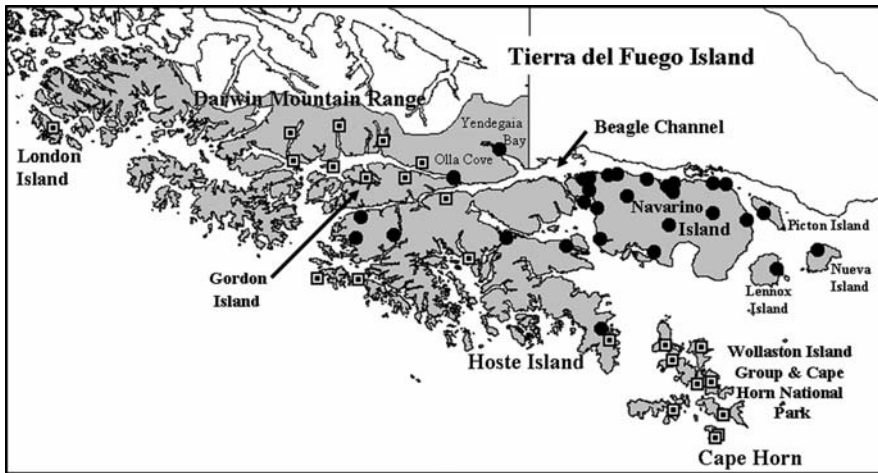 Tierra del Fuego Island
Darwin Mountain Range
Yendegaia
Bay
Beagle Channel
London
Island
Olla Cove
Navarino
Island
Picton Island
Gordon
Island
Nueva
Island
Lennox
Island
Hoste Island
Wollaston Island
Group & Cape
Horn National
Park
Cape Horn